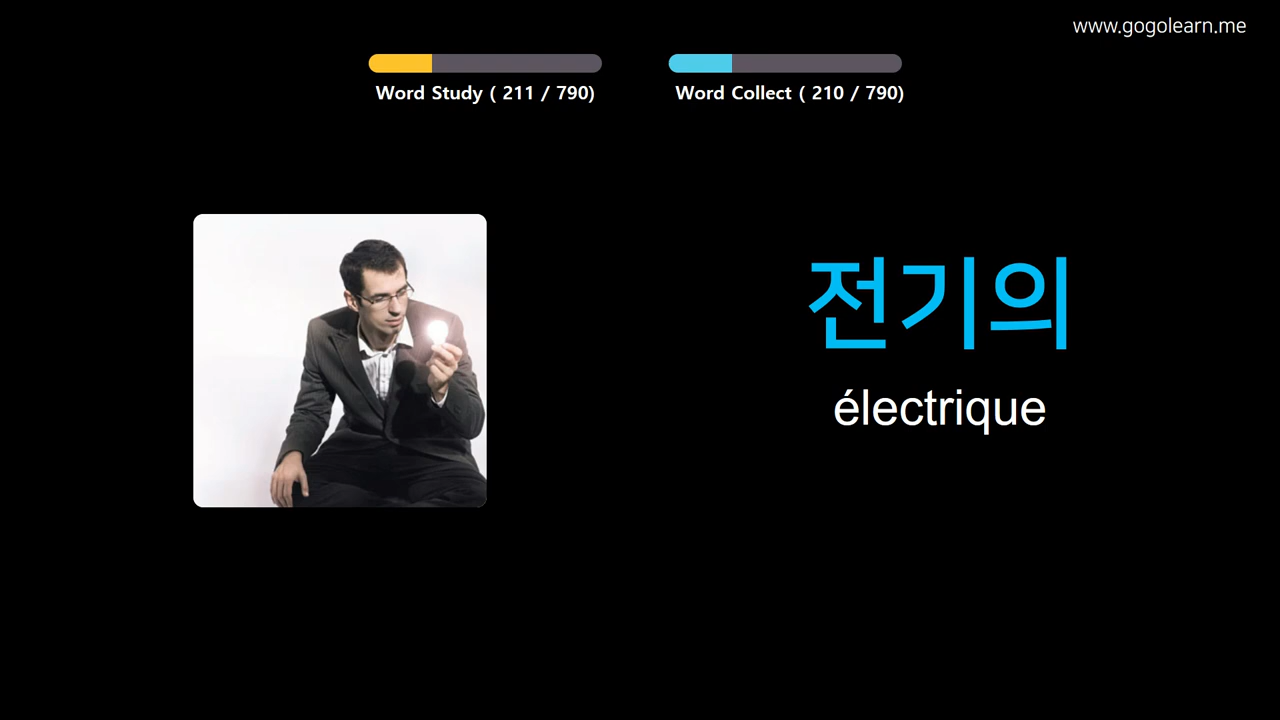 www.gogolearn.me
Word Study ( 211 / 790)
Word Collect ( 210 / 790)
전기의
électrique